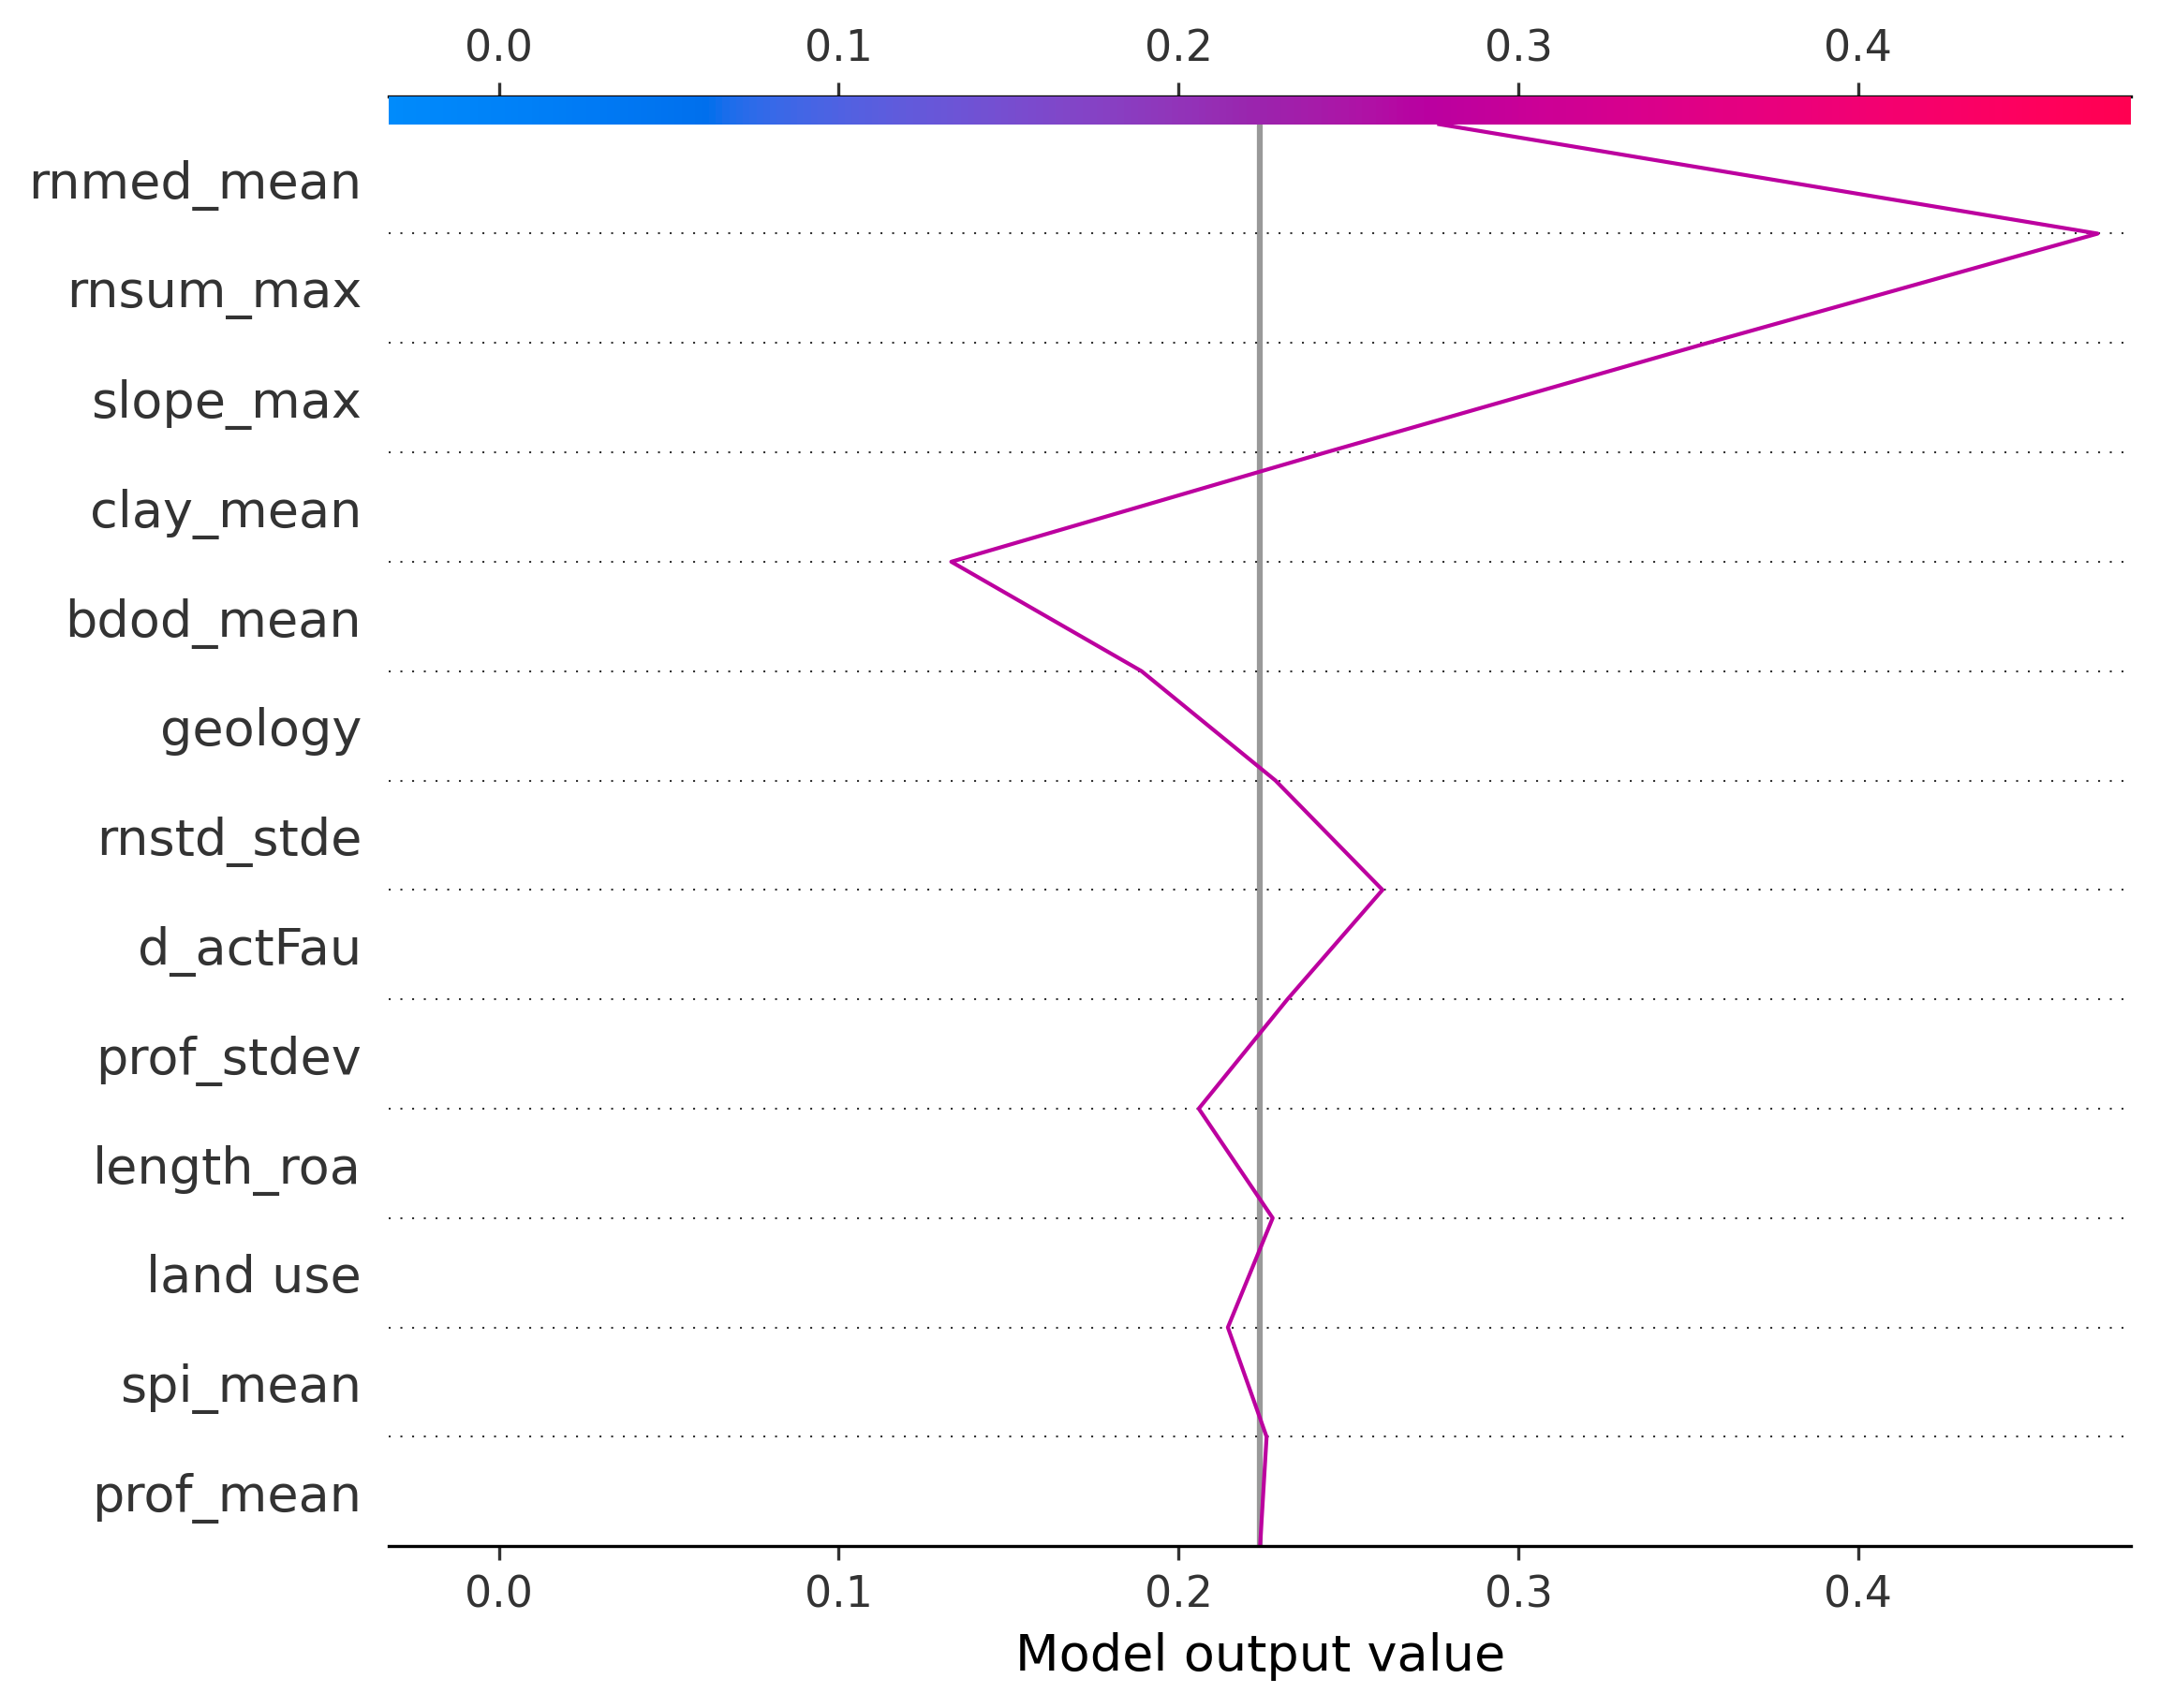 0.0 0.1 0.2 0.3 0.4
rnmed_mean
rnsum_max
slope_max
clay_mean
bdod_mean
geology
rnstd_stde
d_actFau
prof_stdev
length_roa
land use
spi_mean
prof_mean
0.0 0.1 0.2 0.3 0.4
Model output value